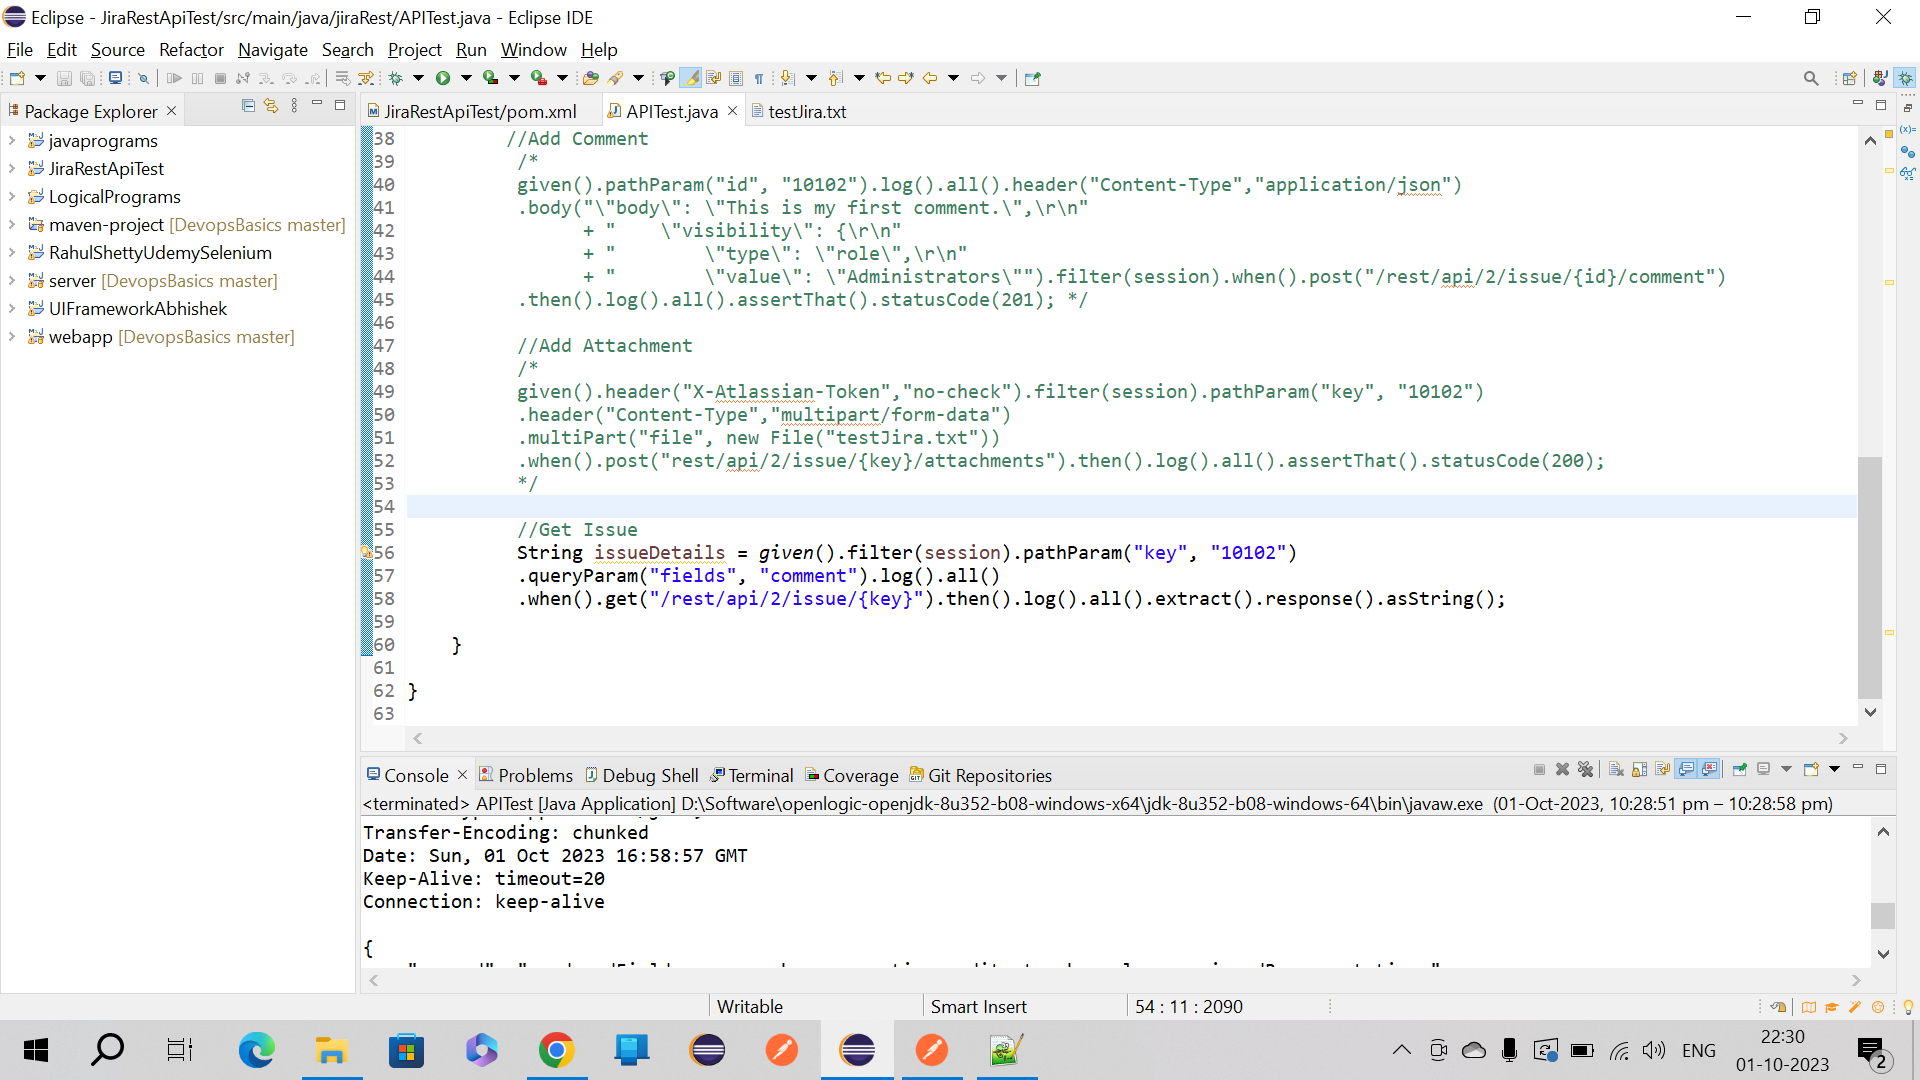 Eclipse - JiraRestApiTest/src/main/java/jiraRest/APITest.java - Eclipse IDE
File Edit Source Refactor Navigate Search Project Run Window Help
Package Explorer
javaprograms
JiraRestApiTest
LogicalPrograms
maven-project [DevopsBasics master]
RahulShettyUdemySelenium
server [DevopsBasics master]
UIFrameworkAbhishek
webapp [DevopsBasics master]
JiraRestApiTest/pom.xml APITest.java testJira.txt
38 //Add Comment
39 /*
40 given().pathParam("id", "10102").log().all().header("Content-Type","application/json")
41 .body("\"body\": \"This is my first comment.\",\r\n"
42 + "    \"visibility\": {\r\n"
43 + "        \"type\": \"role\",\r\n"
44 + "        \"value\": \"Administrators\"").filter(session).when().post("/rest/api/2/issue/{id}/comment")
45 .then().log().all().assertThat().statusCode(201); */
46
47 //Add Attachment
48 /*
49 given().header("X-Atlassian-Token","no-check").filter(session).pathParam("key", "10102")
50 .header("Content-Type","multipart/form-data")
51 .multiPart("file", new File("testJira.txt"))
52 .when().post("rest/api/2/issue/{key}/attachments").then().log().all().assertThat().statusCode(200);
53 */
54
55 //Get Issue
56 String issueDetails = given().filter(session).pathParam("key", "10102")
57 .queryParam("fields", "comment").log().all()
58 .when().get("/rest/api/2/issue/{key}").then().log().all().extract().response().asString();
59
60 }
61
62 }
63
Console Problems Debug Shell Terminal Coverage Git Repositories
<terminated> APITest [Java Application] D:\Software\openlogic-openjdk-8u352-b08-windows-x64\jdk-8u352-b08-windows-64\bin\javaw.exe (01-Oct-2023, 10:28:51 pm – 10:28:58 pm)
Transfer-Encoding: chunked
Date: Sun, 01 Oct 2023 16:58:57 GMT
Keep-Alive: timeout=20
Connection: keep-alive
{
Writable Smart Insert 54 : 11 : 2090
ENG
22:30
01-10-2023
2